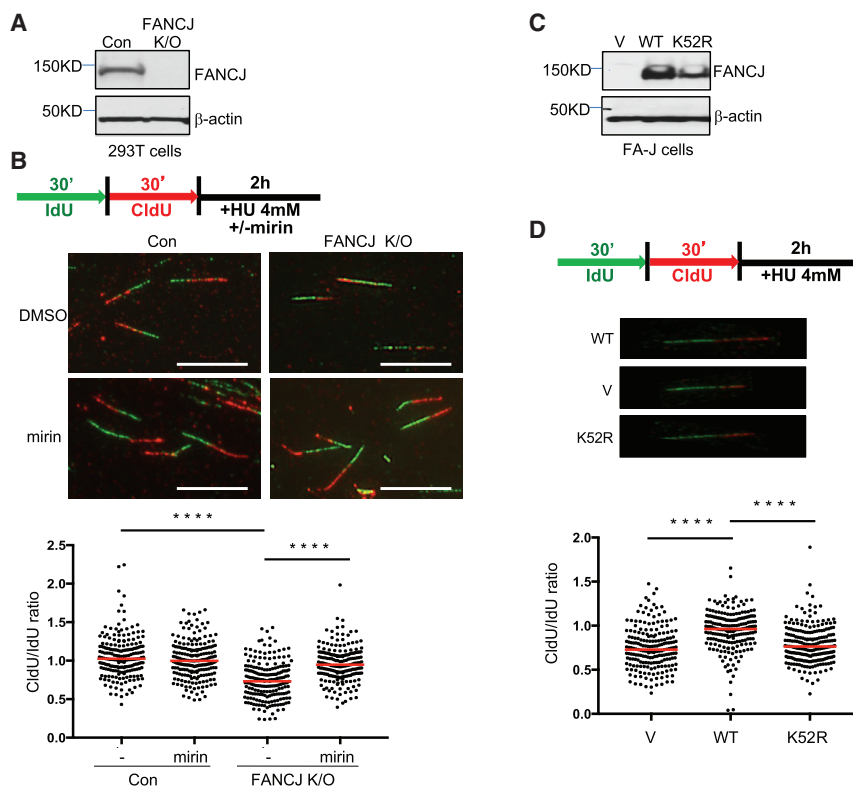 A
FANCJ
Con K/O
150KD
FANCJ
50KD
β-actin
293T cells
B
30' 30' 2h
IdU CldU +HU 4mM
+/-mirin
Con FANCJ K/O
DMSO
mirin
* * * *
* * * *
CldU/IdU ratio
2.5
2.0
1.5
1.0
0.5
0.0
- mirin - mirin
Con FANCJ K/O
C
V WT K52R
150KD
FANCJ
50KD
β-actin
FA-J cells
D
30' 30' 2h
IdU CldU +HU 4mM
WT
V
K52R
* * * * * * * *
CldU/IdU ratio
2.0
1.5
1.0
0.5
0.0
V WT K52R